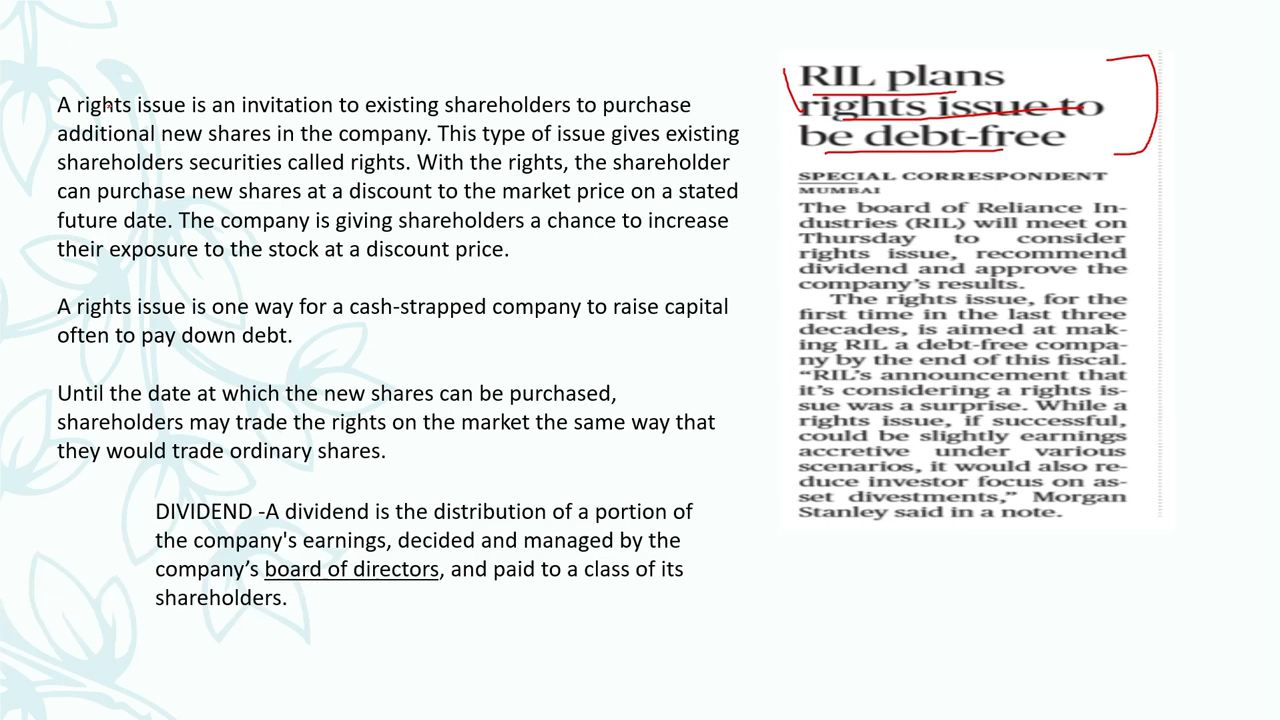 A rights issue is an invitation to existing shareholders to purchase
additional new shares in the company. This type of issue gives existing
shareholders securities called rights. With the rights, the shareholder
can purchase new shares at a discount to the market price on a stated
future date. The company is giving shareholders a chance to increase
their exposure to the stock at a discount price.
A rights issue is one way for a cash-strapped company to raise capital
often to pay down debt.
Until the date at which the new shares can be purchased,
shareholders may trade the rights on the market the same way that
they would trade ordinary shares.
DIVIDEND -A dividend is the distribution of a portion of
the company's earnings, decided and managed by the
company’s board of directors, and paid to a class of its
shareholders.
RIL plans
rights issue to
be debt-free
SPECIAL CORRESPONDENT
MUMBAI
The board of Reliance In-
dustries (RIL) will meet on
Thursday to consider
rights issue, recommend
dividend and approve the
company’s results.
The rights issue, for the
first time in the last three
decades, is aimed at mak-
ing RIL a debt-free compa-
ny by the end of this fiscal.
“RIL’s announcement that
it’s considering a rights is-
sue was a surprise. While a
rights issue, if successful,
could be slightly earnings
accretive under various
scenarios, it would also re-
duce investor focus on as-
set divestments,” Morgan
Stanley said in a note.